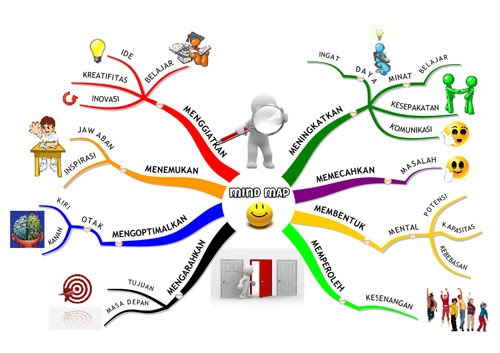 MIND MAP
MENGGIATKAN
IDE
BELAJAR
KREATIFITAS
INOVASI
MENEMUKAN
JAWABAN
INSPIRASI
MENGOPTIMALKAN
OTAK
KIRI
KANAN
MENGARAHKAN
TUJUAN
MASA DEPAN
MENINGKATKAN
DAYA
INGAT
MINAT
BELAJAR
KESEPAKATAN
KOMUNIKASI
MEMECAHKAN
MASALAH
MEMBENTUK
MENTAL
POTENSI
KAPASITAS
KEBEBASAN
MEMPEROLEH
KESENANGAN